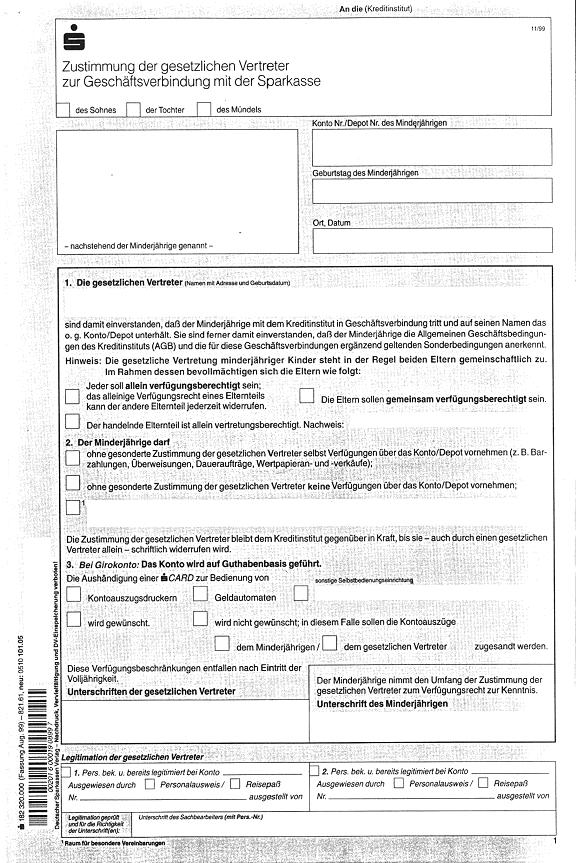 An die (Kreditinstitut)
11/99
Zustimmung der gesetzlichen Vertreter
zur Geschäftsverbindung mit der Sparkasse
des Sohnes der Tochter des Mündels
Konto Nr./Depot Nr. des Minderjährigen
Geburtstag des Minderjährigen
Ort, Datum
– nachstehend der Minderjährige genannt –
1. Die gesetzlichen Vertreter (Namen mit Adresse und Geburtsdatum)
sind damit einverstanden, daß der Minderjährige mit dem Kreditinstitut in Geschäftsverbindung tritt und auf seinen Namen das
o. g. Konto/Depot unterhält. Sie sind ferner damit einverstanden, daß der Minderjährige die Allgemeinen Geschäftsbedingun-
gen des Kreditinstituts (AGB) und die für diese Geschäftsverbindungen ergänzend geltenden Sonderbedingungen anerkennt.
Hinweis: Die gesetzliche Vertretung minderjähriger Kinder steht in der Regel beiden Eltern gemeinschaftlich zu.
Im Rahmen dessen bevollmächtigen sich die Eltern wie folgt:
Jeder soll allein verfügungsberechtigt sein;
das alleinige Verfügungsrecht eines Elternteils
kann der andere Elternteil jederzeit widerrufen.
Die Eltern sollen gemeinsam verfügungsberechtigt sein.
Der handelnde Elternteil ist allein vertretungsberechtigt. Nachweis:
2. Der Minderjährige darf
ohne gesonderte Zustimmung der gesetzlichen Vertreter selbst Verfügungen über das Konto/Depot vornehmen (z. B. Bar-
zahlungen, Überweisungen, Daueraufträge, Wertpapieran- und -verkäufe);
ohne gesonderte Zustimmung der gesetzlichen Vertreter keine Verfügungen über das Konto/Depot vornehmen;
1
Die Zustimmung der gesetzlichen Vertreter bleibt dem Kreditinstitut gegenüber in Kraft, bis sie – auch durch einen gesetzlichen
Vertreter allein – schriftlich widerrufen wird.
3. Bei Girokonto: Das Konto wird auf Guthabenbasis geführt.
Die Aushändigung einer S CARD zur Bedienung von
sonstige Selbstbedienungseinrichtung
Kontoauszugsdruckern Geldautomaten
wird gewünscht. wird nicht gewünscht; in diesem Falle sollen die Kontoauszüge
dem Minderjährigen / dem gesetzlichen Vertreter zugesandt werden.
Diese Verfügungsbeschränkungen entfallen nach Eintritt der
Volljährigkeit.
Unterschriften der gesetzlichen Vertreter
Der Minderjährige nimmt den Umfang der Zustimmung der
gesetzlichen Vertreter zum Verfügungsrecht zur Kenntnis.
Unterschrift des Minderjährigen
Legitimation der gesetzlichen Vertreter
1. Pers. bek. u. bereits legitimiert bei Konto
Ausgewiesen durch Personalausweis / Reisepaß
Nr. ausgestellt von
2. Pers. bek. u. bereits legitimiert bei Konto
Ausgewiesen durch Personalausweis / Reisepaß
Nr. ausgestellt von
Legitimation geprüft
und für die Richtigkeit
der Unterschrift(en):
Unterschrift des Sachbearbeiters (mit Pers.-Nr.)
1 Raum für besondere Vereinbarungen
1
182 320.000 (Fassung Aug. 99) – 821.61, neu: 0510 101.05
Deutscher Sparkassen Verlag – Nachdruck, Vervielfältigung und DV-Einspeicherung verboten!